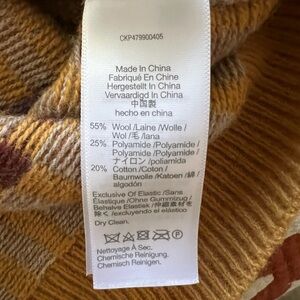 CKP479900405
Made In China
Fabriqué En Chine
Hergestellt In China
Vervaardigd In China
中国製
hecho en china
55% Wool /Laine /Wolle /
Wol /毛 /lana
25% Polyamide /Polyamide /
Polyamid /Polyamide /
ナイロン /poliamida
20% Cotton /Coton /
Baumwolle /Katoen /綿 /
algodón
Exclusive Of Elastic /Sans
Élastique /Ohne Gummizug /
Behalve Elastiek /伸縮素材を
除く /excluyendo el elástico
Dry Clean.
P
Nettoyage À Sec.
Chemische Reiniging.
Chemisch Reinigen.